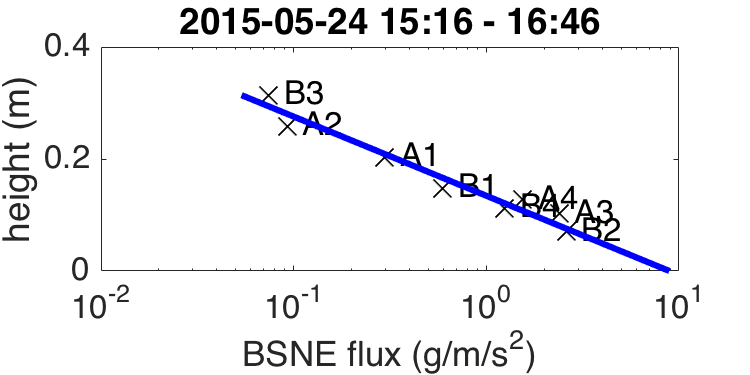 2015-05-24 15:16 - 16:46
height (m)
0.4
0.2
0
B3
A2
A1
B1
A4
B4
A3
B2
10^-2
10^-1
10^0
10^1
BSNE flux (g/m/s^2)